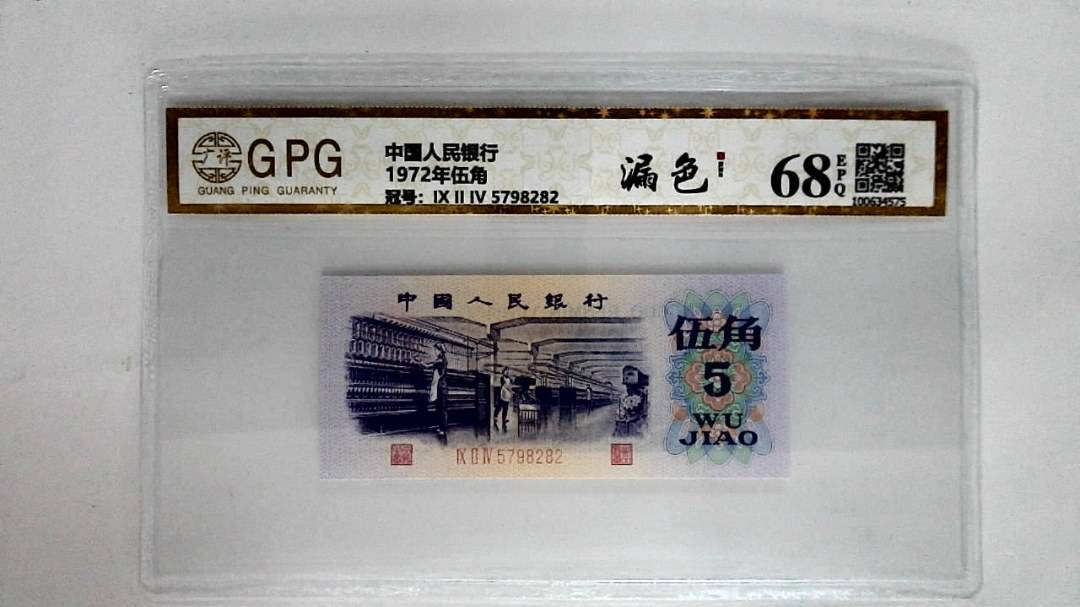 广评
GPG
GUANG PING GUARANTY
中国人民银行
1972年伍角
冠号：IX II IV 5798282
漏色
68
EPQ
100634575
中國人民銀行
伍角
5
WU
JIAO
IX II IV 5798282